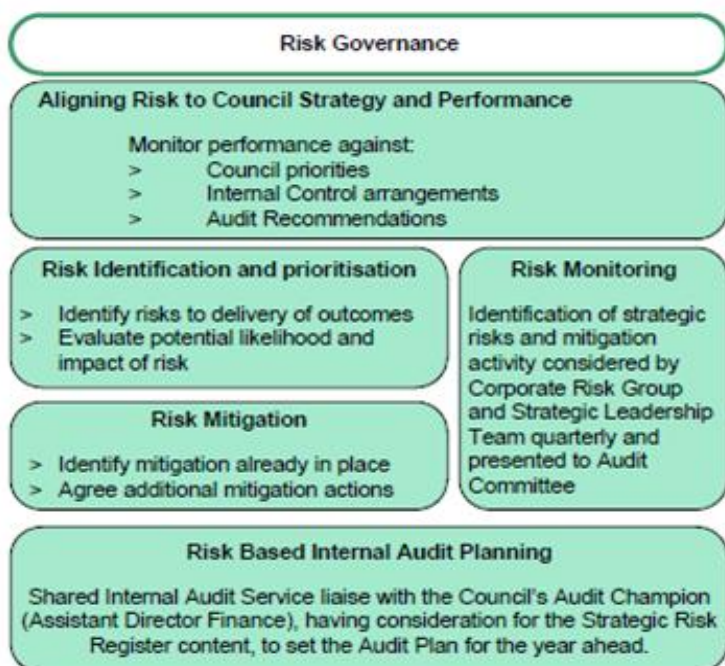 Risk Governance
Aligning Risk to Council Strategy and Performance
Monitor performance against:
> Council priorities
> Internal Control arrangements
> Audit Recommendations
Risk Identification and prioritisation
> Identify risks to delivery of outcomes
> Evaluate potential likelihood and
impact of risk
Risk Mitigation
> Identify mitigation already in place
> Agree additional mitigation actions
Risk Monitoring
Identification of strategic
risks and mitigation
activity considered by
Corporate Risk Group
and Strategic Leadership
Team quarterly and
presented to Audit
Committee
Risk Based Internal Audit Planning
Shared Internal Audit Service liaise with the Council's Audit Champion
(Assistant Director Finance), having consideration for the Strategic Risk
Register content, to set the Audit Plan for the year ahead.